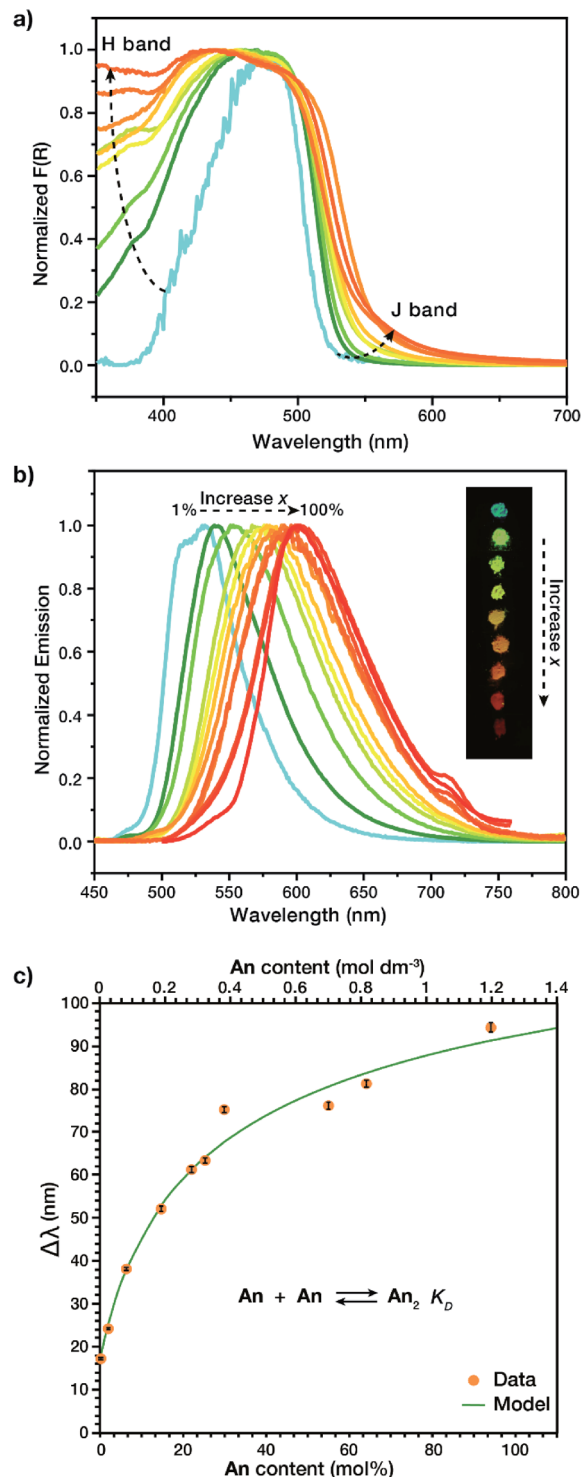 a)
H band
J band
Normalized F(R)
1.0
0.8
0.6
0.4
0.2
0.0
400 500 600 700
Wavelength (nm)
b)
Increase x
1% 100%
Increase x
Normalized Emission
1.0
0.8
0.6
0.4
0.2
0.0
450 500 550 600 650 700 750 800
Wavelength (nm)
c)
An content (mol dm⁻³)
0 0.2 0.4 0.6 0.8 1 1.2 1.4
Δλ (nm)
100
90
80
70
60
50
40
30
20
10
0
An + An ⇌ An₂ K_D
Data
Model
0 20 40 60 80 100
An content (mol%)